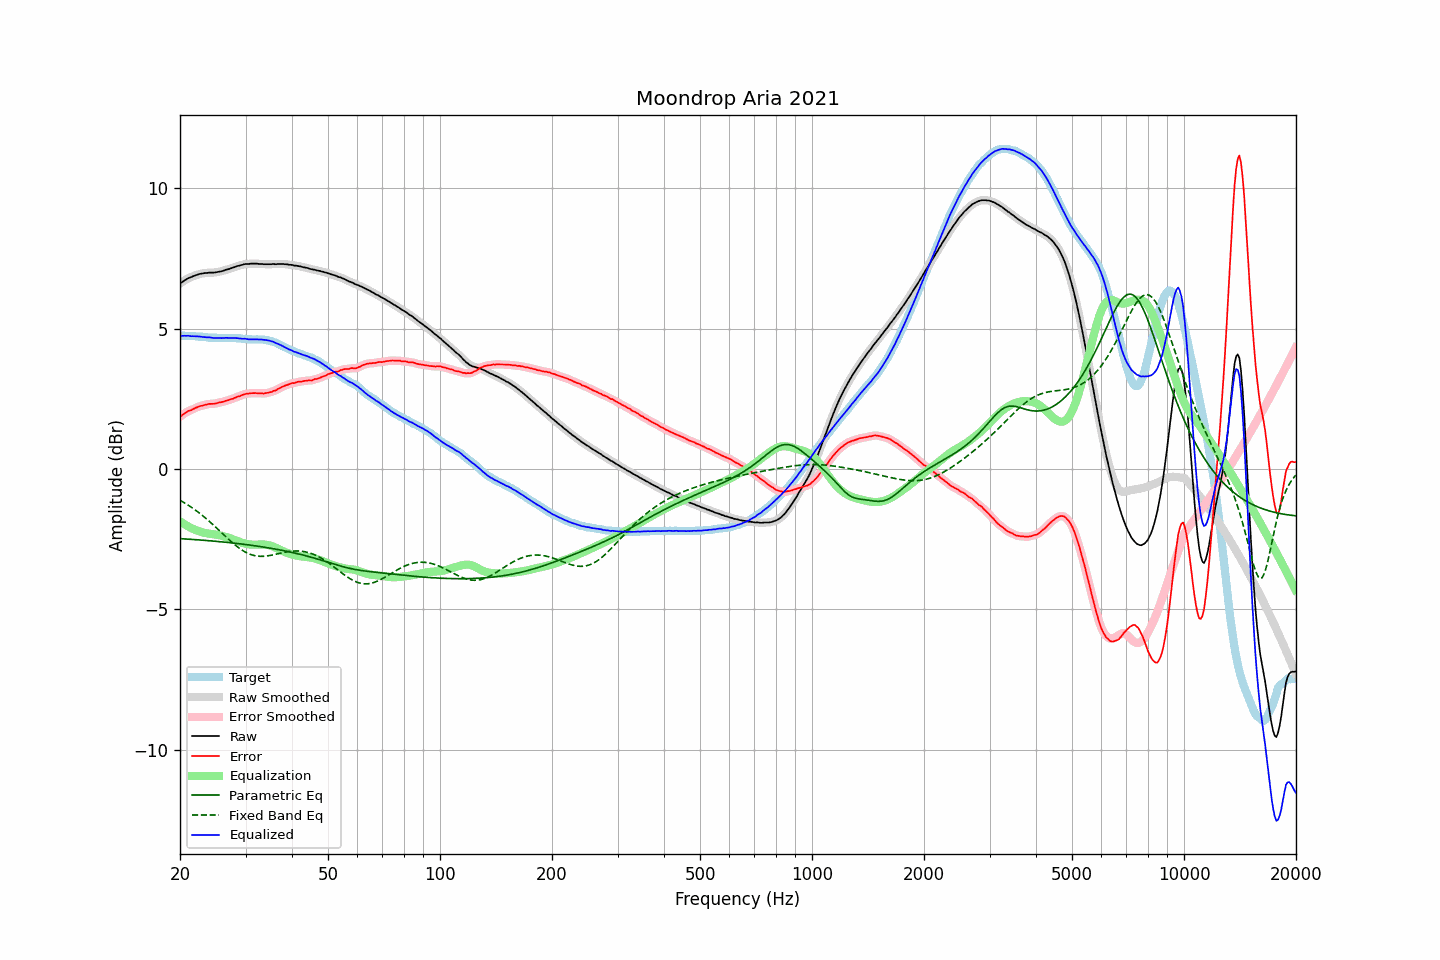 Moondrop Aria 2021
Amplitude (dBr)
10
5
0
−5
−10
Target
Raw Smoothed
Error Smoothed
Raw
Error
Equalization
Parametric Eq
Fixed Band Eq
Equalized
20 50 100 200 500 1000 2000 5000 10000 20000
Frequency (Hz)